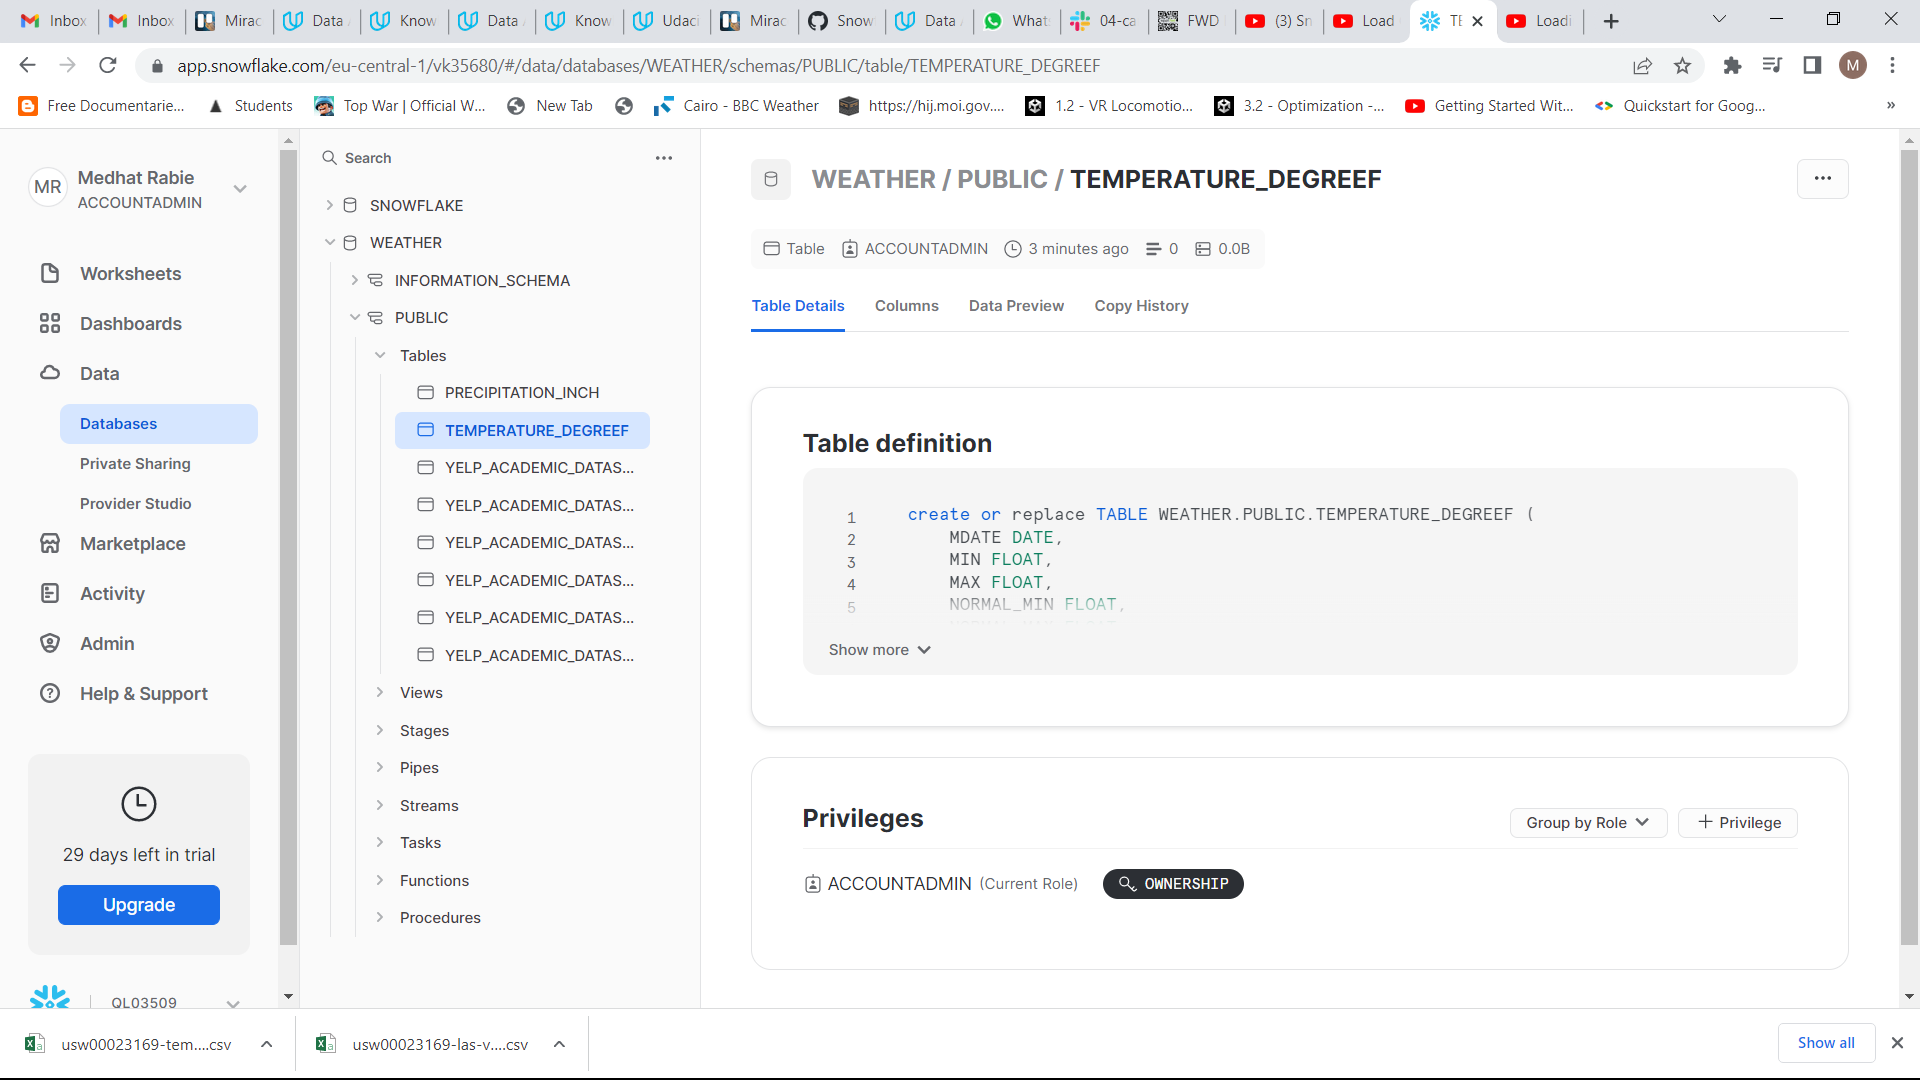 Inbox
Inbox
Mirac
Data
Know
Data
Know
Udaci
Mirac
Snow
Data
What
04-ca
FWD
(3) Sn
Load
TE
Loadi
app.snowflake.com/eu-central-1/vk35680/#/data/databases/WEATHER/schemas/PUBLIC/table/TEMPERATURE_DEGREEF
M
Free Documentarie...
Students
Top War | Official W...
New Tab
Cairo - BBC Weather
https://hij.moi.gov....
1.2 - VR Locomotio...
3.2 - Optimization -...
Getting Started Wit...
Quickstart for Goog...
»
MR
Medhat Rabie
ACCOUNTADMIN
Worksheets
Dashboards
Data
Databases
Private Sharing
Provider Studio
Marketplace
Activity
Admin
Help & Support
29 days left in trial
Upgrade
QL03509
Search
SNOWFLAKE
WEATHER
INFORMATION_SCHEMA
PUBLIC
Tables
PRECIPITATION_INCH
TEMPERATURE_DEGREEF
YELP_ACADEMIC_DATAS...
YELP_ACADEMIC_DATAS...
YELP_ACADEMIC_DATAS...
YELP_ACADEMIC_DATAS...
YELP_ACADEMIC_DATAS...
YELP_ACADEMIC_DATAS...
Views
Stages
Pipes
Streams
Tasks
Functions
Procedures
WEATHER / PUBLIC / TEMPERATURE_DEGREEF
Table ACCOUNTADMIN 3 minutes ago 0 0.0B
Table Details Columns Data Preview Copy History
Table definition
1 create or replace TABLE WEATHER.PUBLIC.TEMPERATURE_DEGREEF (
2 MDATE DATE,
3 MIN FLOAT,
4 MAX FLOAT,
5 NORMAL_MIN FLOAT,
Show more
Privileges
Group by Role
+ Privilege
ACCOUNTADMIN (Current Role) OWNERSHIP
usw00023169-tem....csv
usw00023169-las-v....csv
Show all